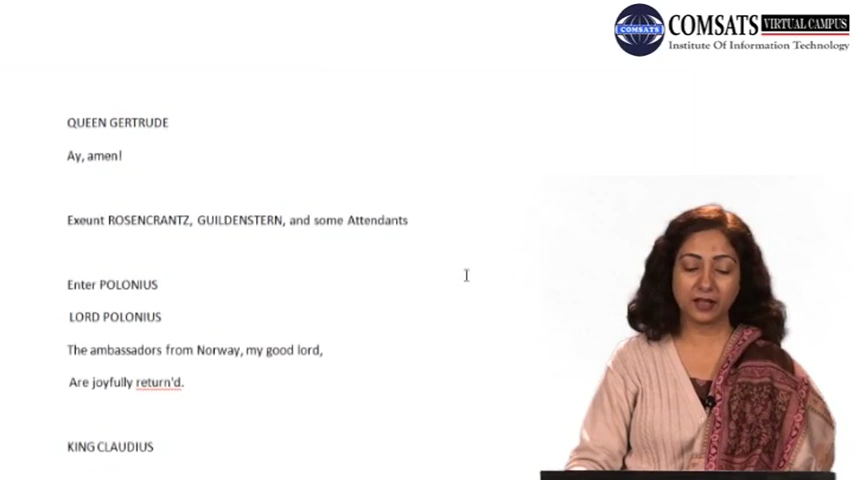 COMSATS VIRTUAL CAMPUS
COMSATS
Institute Of Information Technology
QUEEN GERTRUDE
Ay, amen!
Exeunt ROSENCRANTZ, GUILDENSTERN, and some Attendants
Enter POLONIUS
LORD POLONIUS
The ambassadors from Norway, my good lord,
Are joyfully return'd.
KING CLAUDIUS